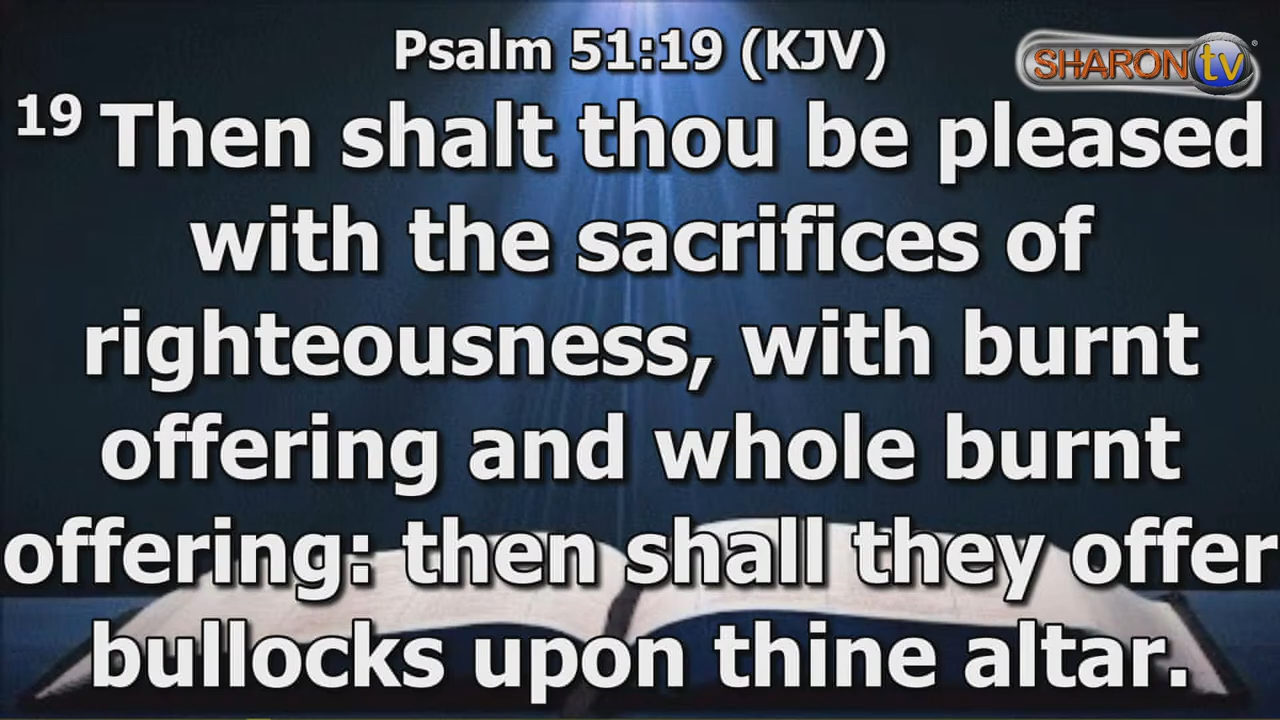 Psalm 51:19 (KJV)
SHARON tv
19 Then shalt thou be pleased
with the sacrifices of
righteousness, with burnt
offering and whole burnt
offering: then shall they offer
bullocks upon thine altar.